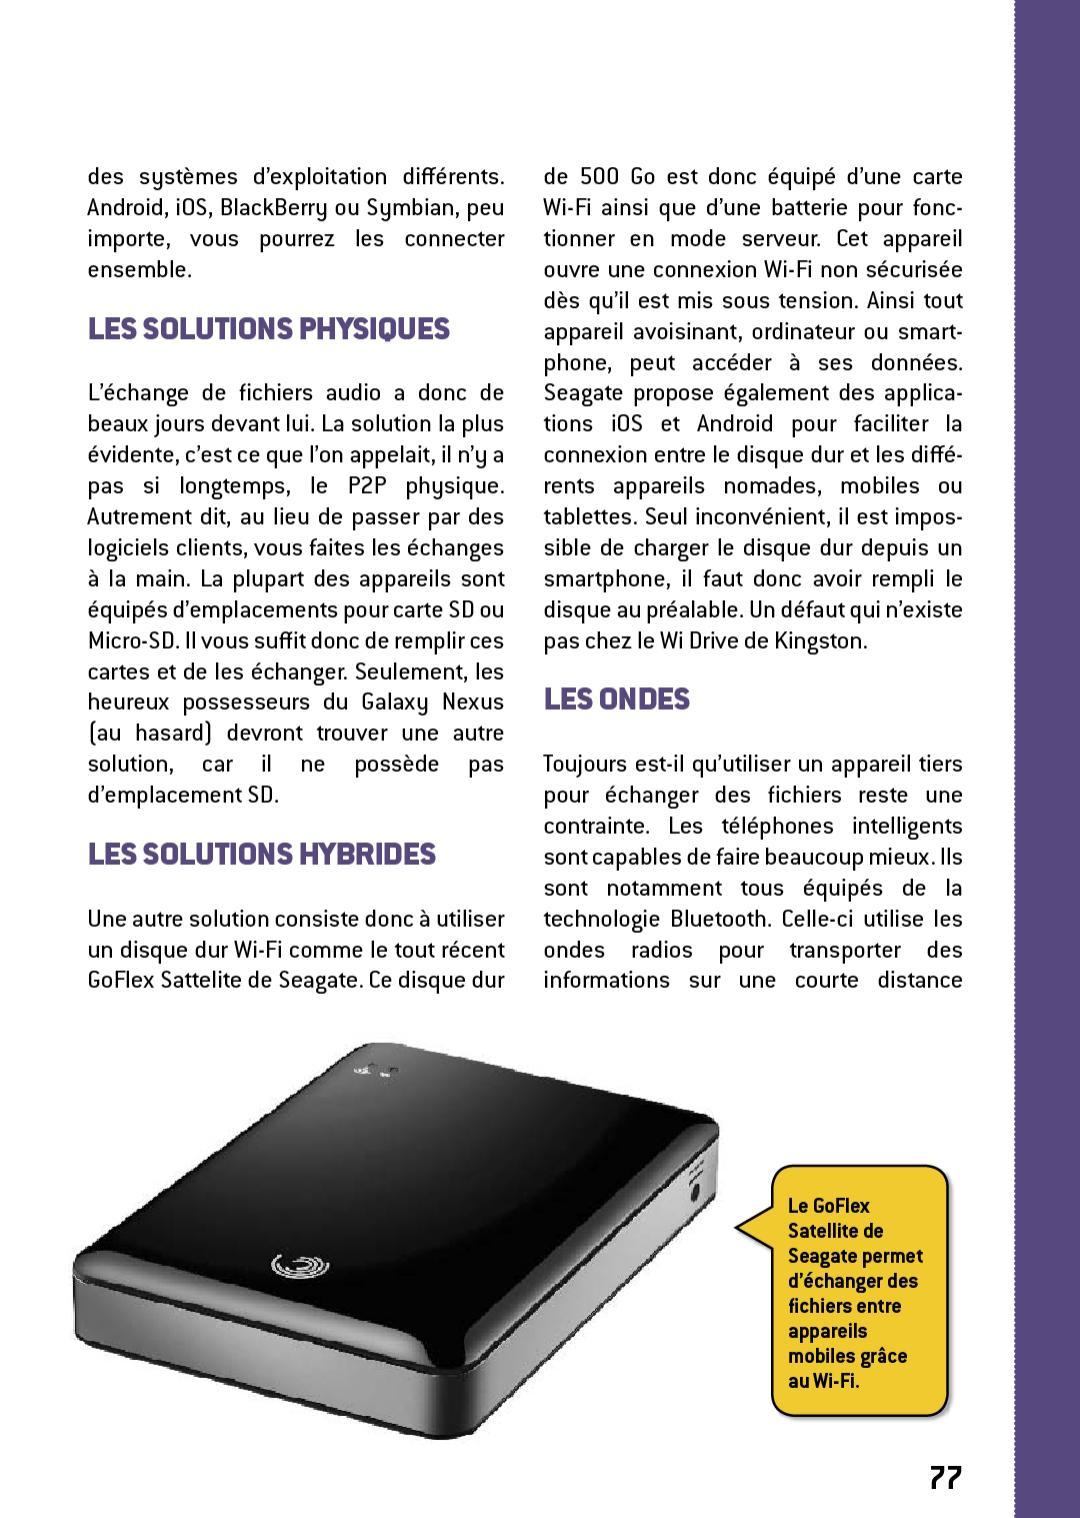 des systèmes d’exploitation différents.
Android, iOS, BlackBerry ou Symbian, peu
importe, vous pourrez les connecter
ensemble.
LES SOLUTIONS PHYSIQUES
L’échange de fichiers audio a donc de
beaux jours devant lui. La solution la plus
évidente, c’est ce que l’on appelait, il n’y a
pas si longtemps, le P2P physique.
Autrement dit, au lieu de passer par des
logiciels clients, vous faites les échanges
à la main. La plupart des appareils sont
équipés d’emplacements pour carte SD ou
Micro-SD. Il vous suffit donc de remplir ces
cartes et de les échanger. Seulement, les
heureux possesseurs du Galaxy Nexus
(au hasard) devront trouver une autre
solution, car il ne possède pas
d’emplacement SD.
LES SOLUTIONS HYBRIDES
Une autre solution consiste donc à utiliser
un disque dur Wi-Fi comme le tout récent
GoFlex Sattelite de Seagate. Ce disque dur
de 500 Go est donc équipé d’une carte
Wi-Fi ainsi que d’une batterie pour fonc-
tionner en mode serveur. Cet appareil
ouvre une connexion Wi-Fi non sécurisée
dès qu’il est mis sous tension. Ainsi tout
appareil avoisinant, ordinateur ou smart-
phone, peut accéder à ses données.
Seagate propose également des applica-
tions iOS et Android pour faciliter la
connexion entre le disque dur et les diffé-
rents appareils nomades, mobiles ou
tablettes. Seul inconvénient, il est impos-
sible de charger le disque dur depuis un
smartphone, il faut donc avoir rempli le
disque au préalable. Un défaut qui n’existe
pas chez le Wi Drive de Kingston.
LES ONDES
Toujours est-il qu’utiliser un appareil tiers
pour échanger des fichiers reste une
contrainte. Les téléphones intelligents
sont capables de faire beaucoup mieux. Ils
sont notamment tous équipés de la
technologie Bluetooth. Celle-ci utilise les
ondes radios pour transporter des
informations sur une courte distance
Le GoFlex
Satellite de
Seagate permet
d’échanger des
fichiers entre
appareils
mobiles grâce
au Wi-Fi.
77